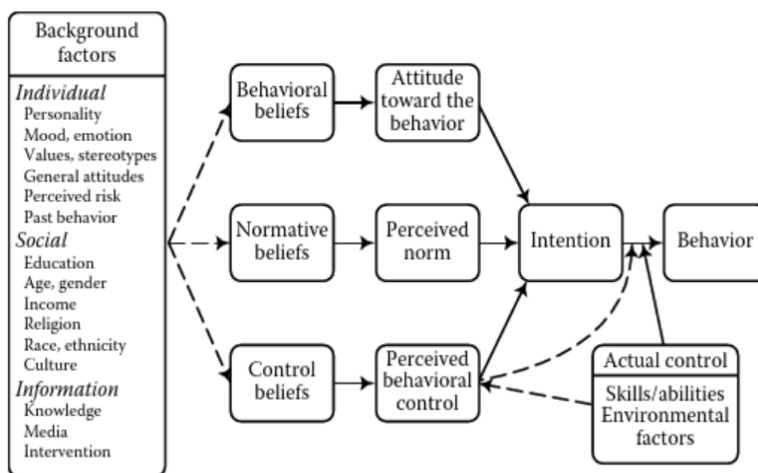 Background
factors
Individual
Personality
Mood, emotion
Values, stereotypes
General attitudes
Perceived risk
Past behavior
Social
Education
Age, gender
Income
Religion
Race, ethnicity
Culture
Information
Knowledge
Media
Intervention
Behavioral
beliefs
Attitude
toward the
behavior
Normative
beliefs
Perceived
norm
Intention
Behavior
Control
beliefs
Perceived
behavioral
control
Actual control
Skills/abilities
Environmental
factors